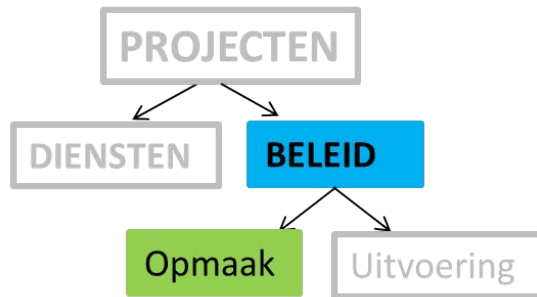 PROJECTEN
DIENSTEN
BELEID
Opmaak
Uitvoering